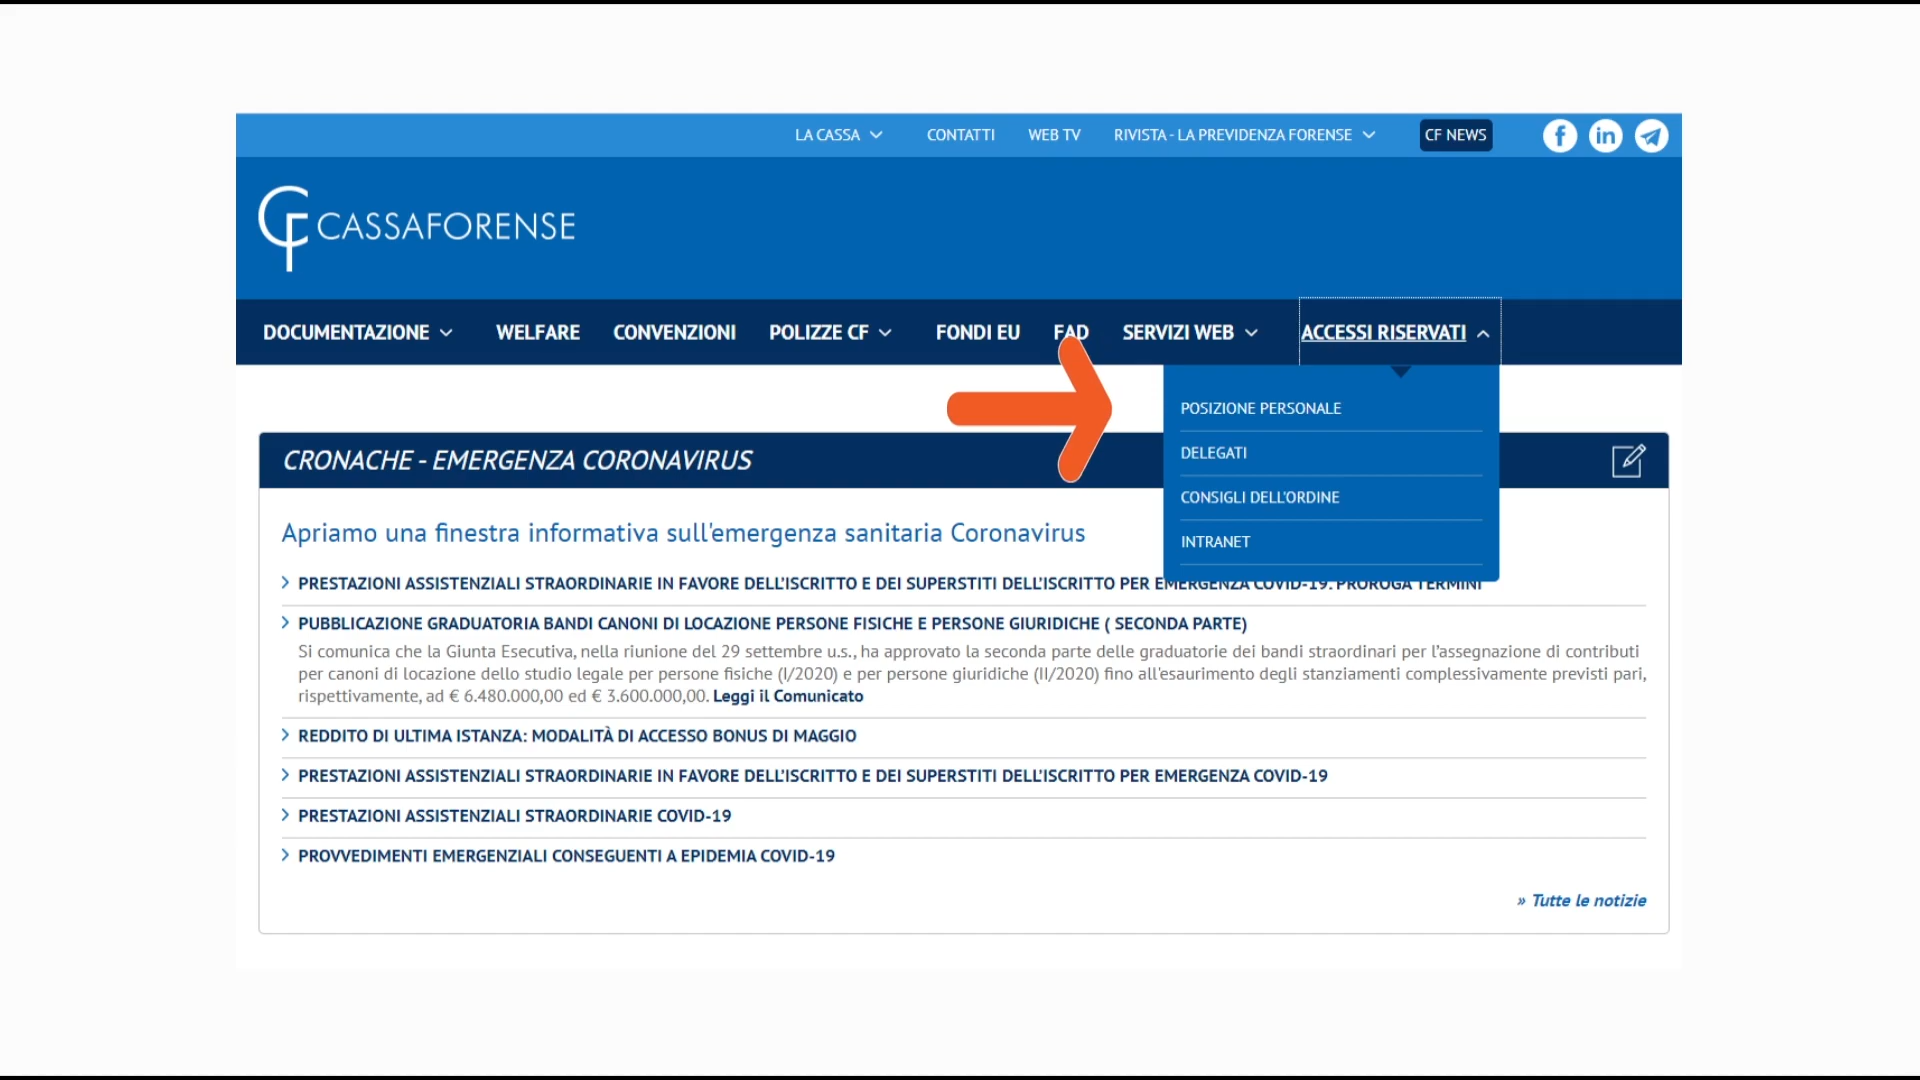 LA CASSA
CONTATTI
WEB TV
RIVISTA - LA PREVIDENZA FORENSE
CF NEWS
CASSAFORENSE
DOCUMENTAZIONE
WELFARE
CONVENZIONI
POLIZZE CF
FONDI EU
FAD
SERVIZI WEB
ACCESSI RISERVATI
POSIZIONE PERSONALE
DELEGATI
CONSIGLI DELL'ORDINE
INTRANET
CRONACHE - EMERGENZA CORONAVIRUS
Apriamo una finestra informativa sull'emergenza sanitaria Coronavirus
PRESTAZIONI ASSISTENZIALI STRAORDINARIE IN FAVORE DELL'ISCRITTO E DEI SUPERSTITI DELL'ISCRITTO PER EMERGENZA COVID-19: PROROGA TERMINI
PUBBLICAZIONE GRADUATORIA BANDI CANONI DI LOCAZIONE PERSONE FISICHE E PERSONE GIURIDICHE ( SECONDA PARTE)
Si comunica che la Giunta Esecutiva, nella riunione del 29 settembre u.s., ha approvato la seconda parte delle graduatorie dei bandi straordinari per l'assegnazione di contributi
per canoni di locazione dello studio legale per persone fisiche (I/2020) e per persone giuridiche (II/2020) fino all'esaurimento degli stanziamenti complessivamente previsti pari,
rispettivamente, ad € 6.480.000,00 ed € 3.600.000,00. Leggi il Comunicato
REDDITO DI ULTIMA ISTANZA: MODALITÀ DI ACCESSO BONUS DI MAGGIO
PRESTAZIONI ASSISTENZIALI STRAORDINARIE IN FAVORE DELL'ISCRITTO E DEI SUPERSTITI DELL'ISCRITTO PER EMERGENZA COVID-19
PRESTAZIONI ASSISTENZIALI STRAORDINARIE COVID-19
PROVVEDIMENTI EMERGENZIALI CONSEGUENTI A EPIDEMIA COVID-19
» Tutte le notizie